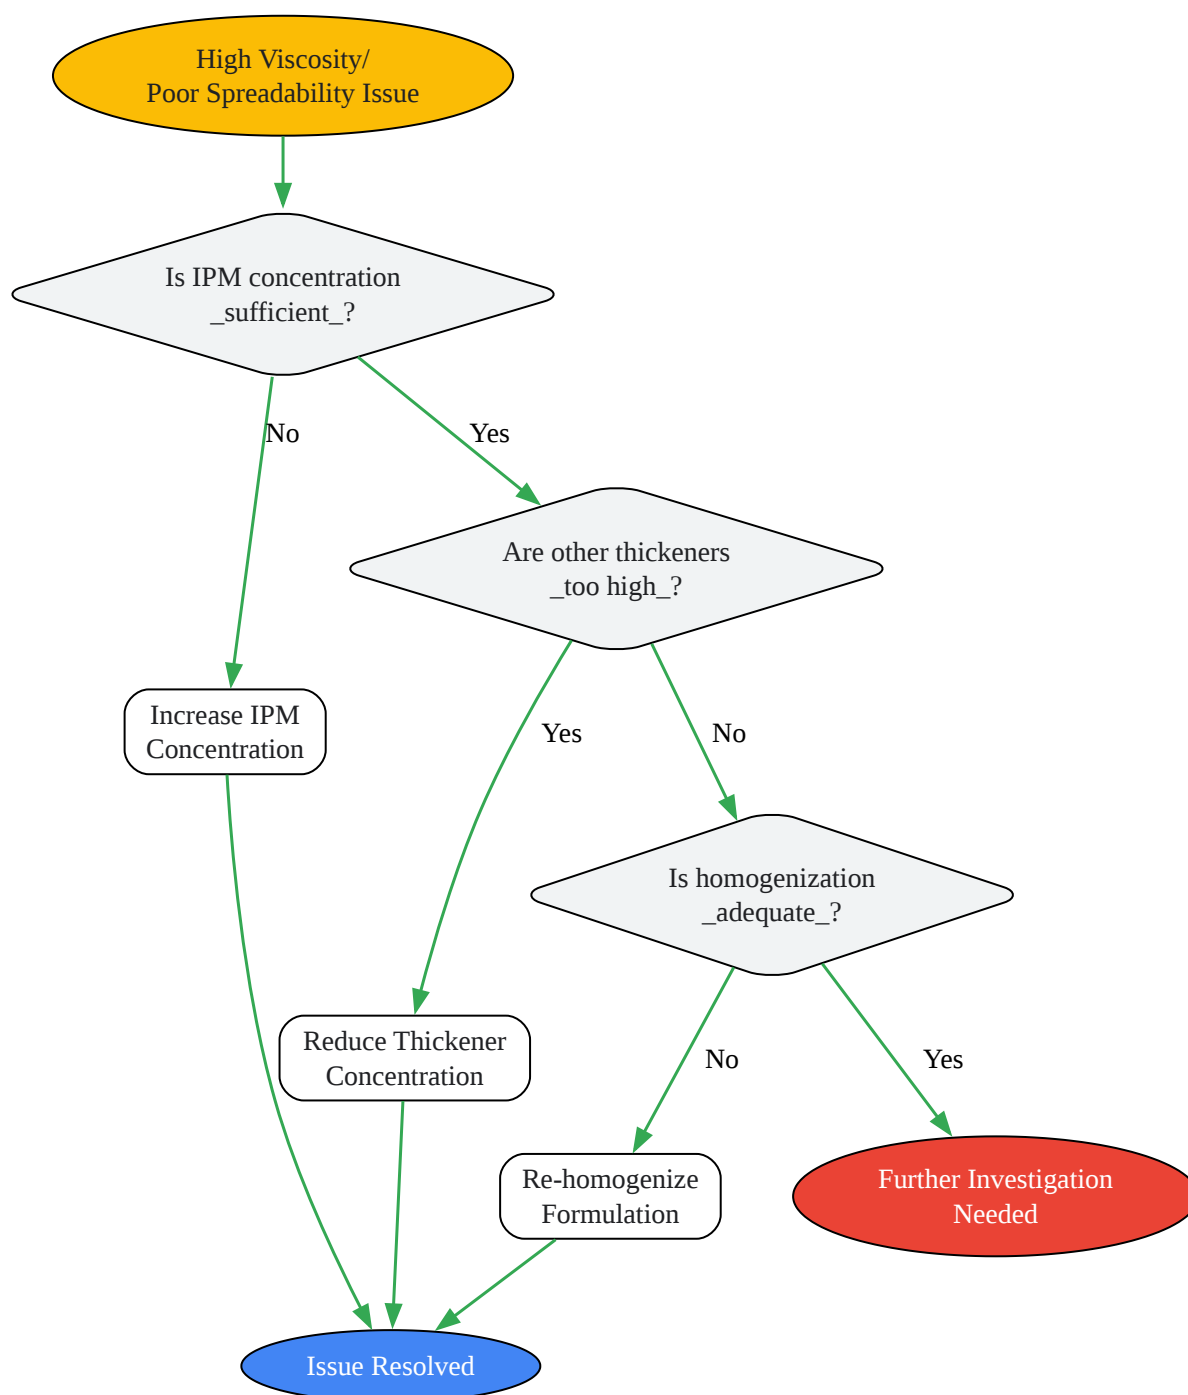 High Viscosity/
Poor Spreadability Issue
Is IPM concentration
_sufficient_?
No
Yes
Are other thickeners
_too high_?
Increase IPM
Concentration
Yes
No
Is homogenization
_adequate_?
Reduce Thickener
Concentration
No
Yes
Re-homogenize
Formulation
Further Investigation
Needed
Issue Resolved